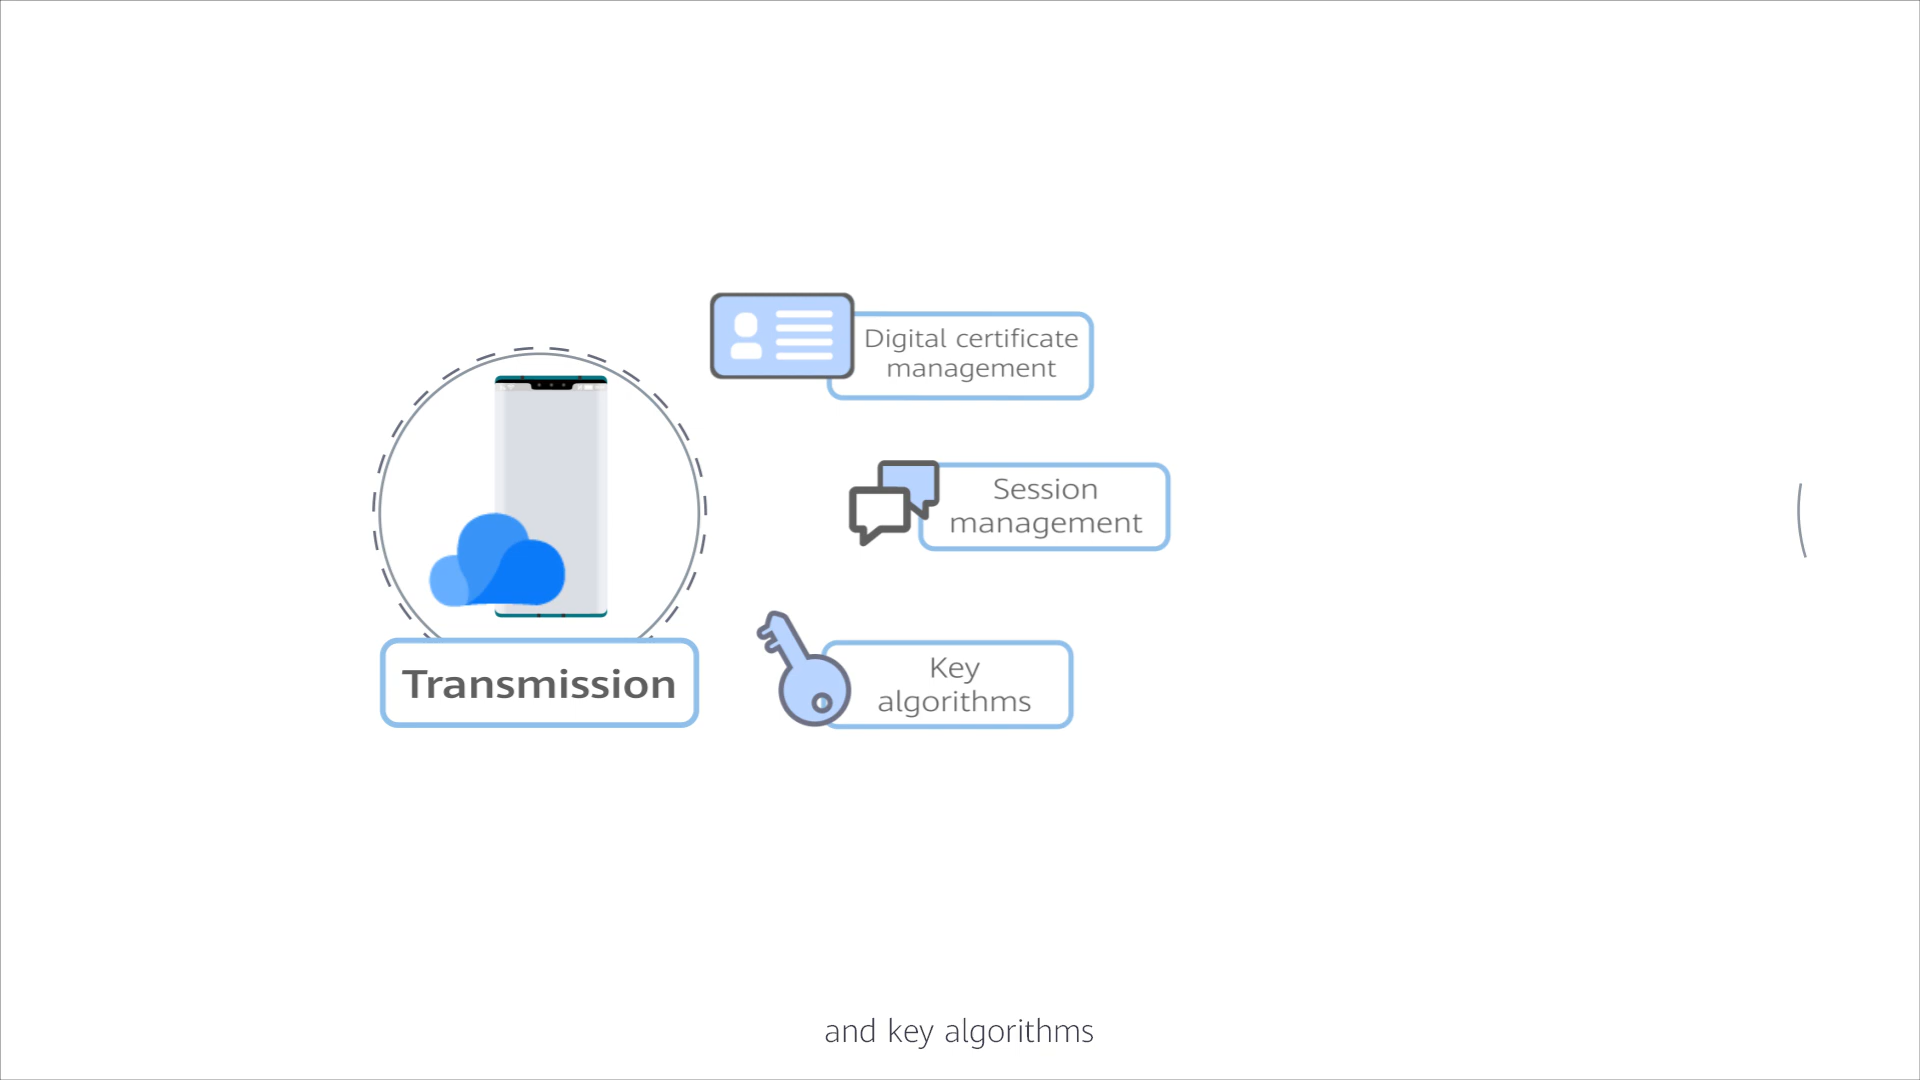 Digital certificate
management
Session
management
Transmission
Key
algorithms
and key algorithms